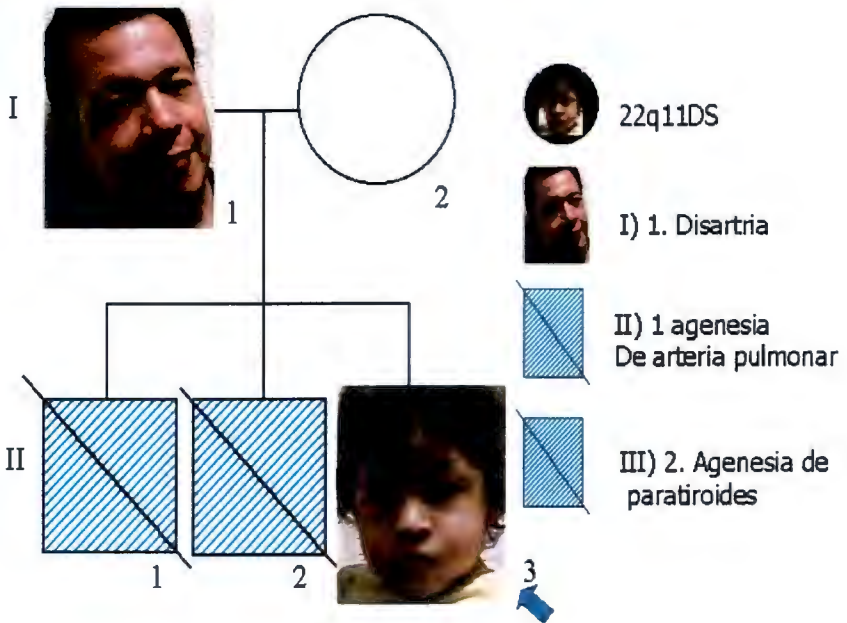 I
1
2
22q11DS
I) 1. Disartria
II) 1 agenesia
De arteria pulmonar
II
1
2
3
III) 2. Agenesia de
paratiroides